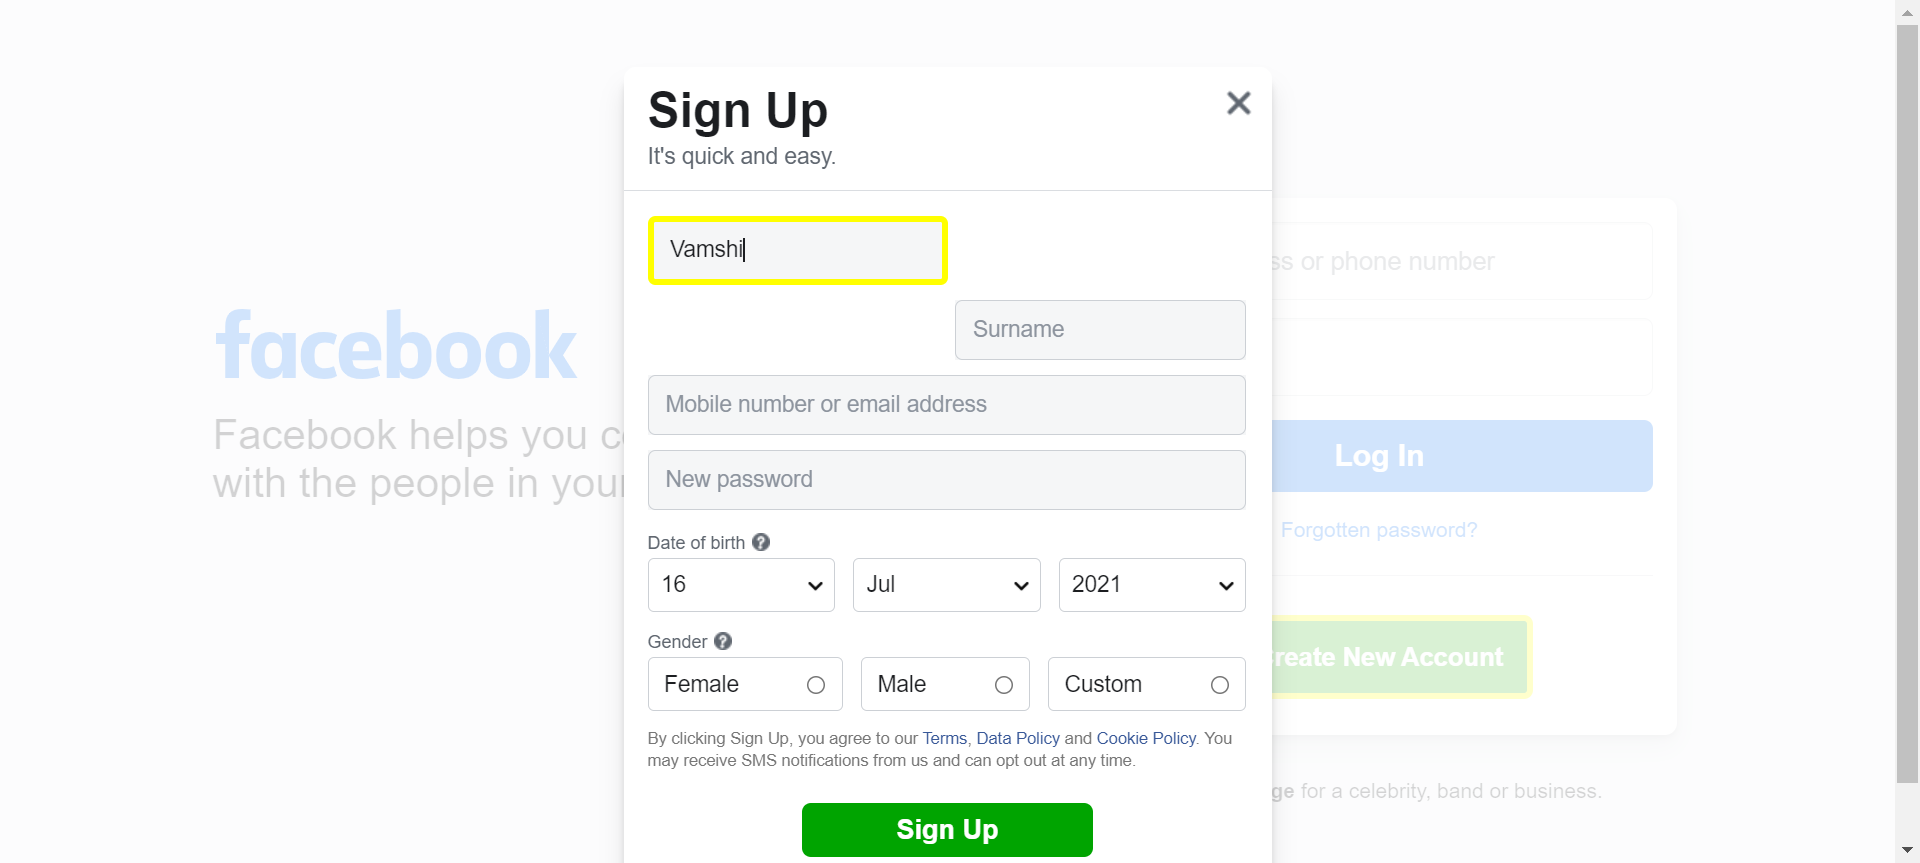 Sign Up
It's quick and easy.
Vamshi
Surname
Mobile number or email address
New password
Date of birth ?
16 Jul 2021
Gender ?
Female Male Custom
By clicking Sign Up, you agree to our Terms, Data Policy and Cookie Policy. You
may receive SMS notifications from us and can opt out at any time.
Sign Up
facebook
Facebook helps you
with the people in your
or phone number
Log In
Forgotten password?
New Account
for a celebrity, band or business.